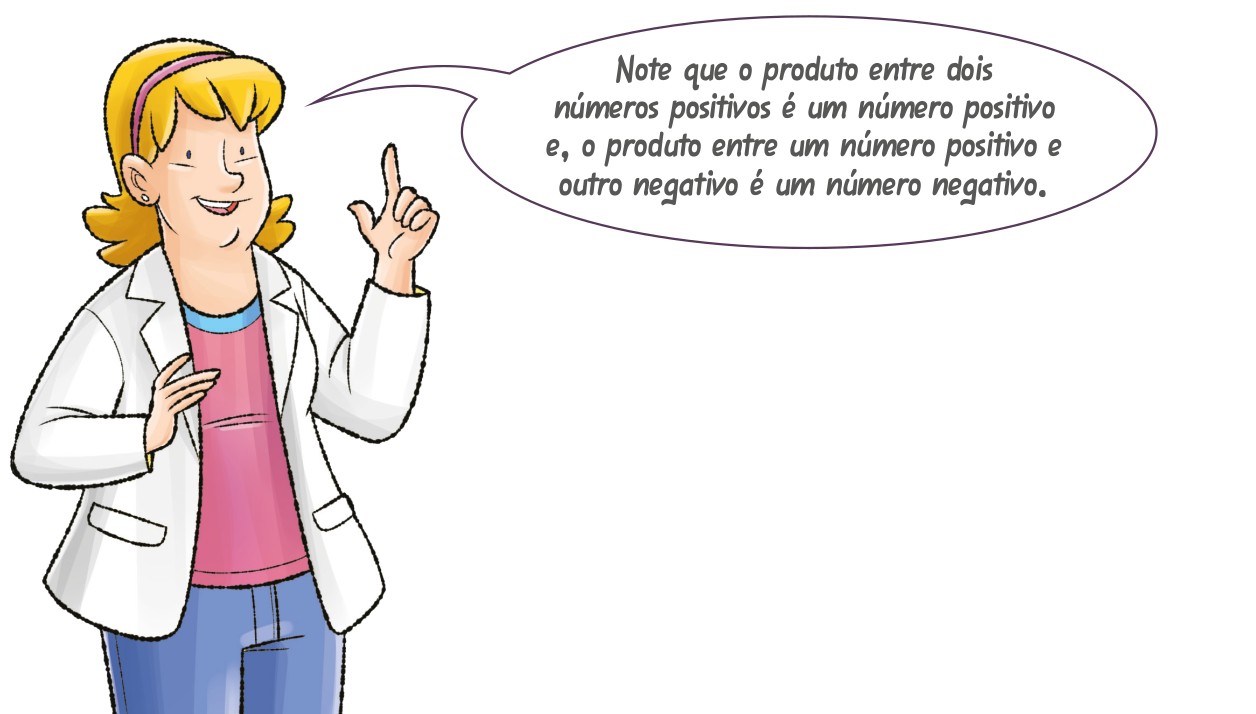 Note que o produto entre dois
números positivos é um número positivo
e, o produto entre um número positivo e
outro negativo é um número negativo.